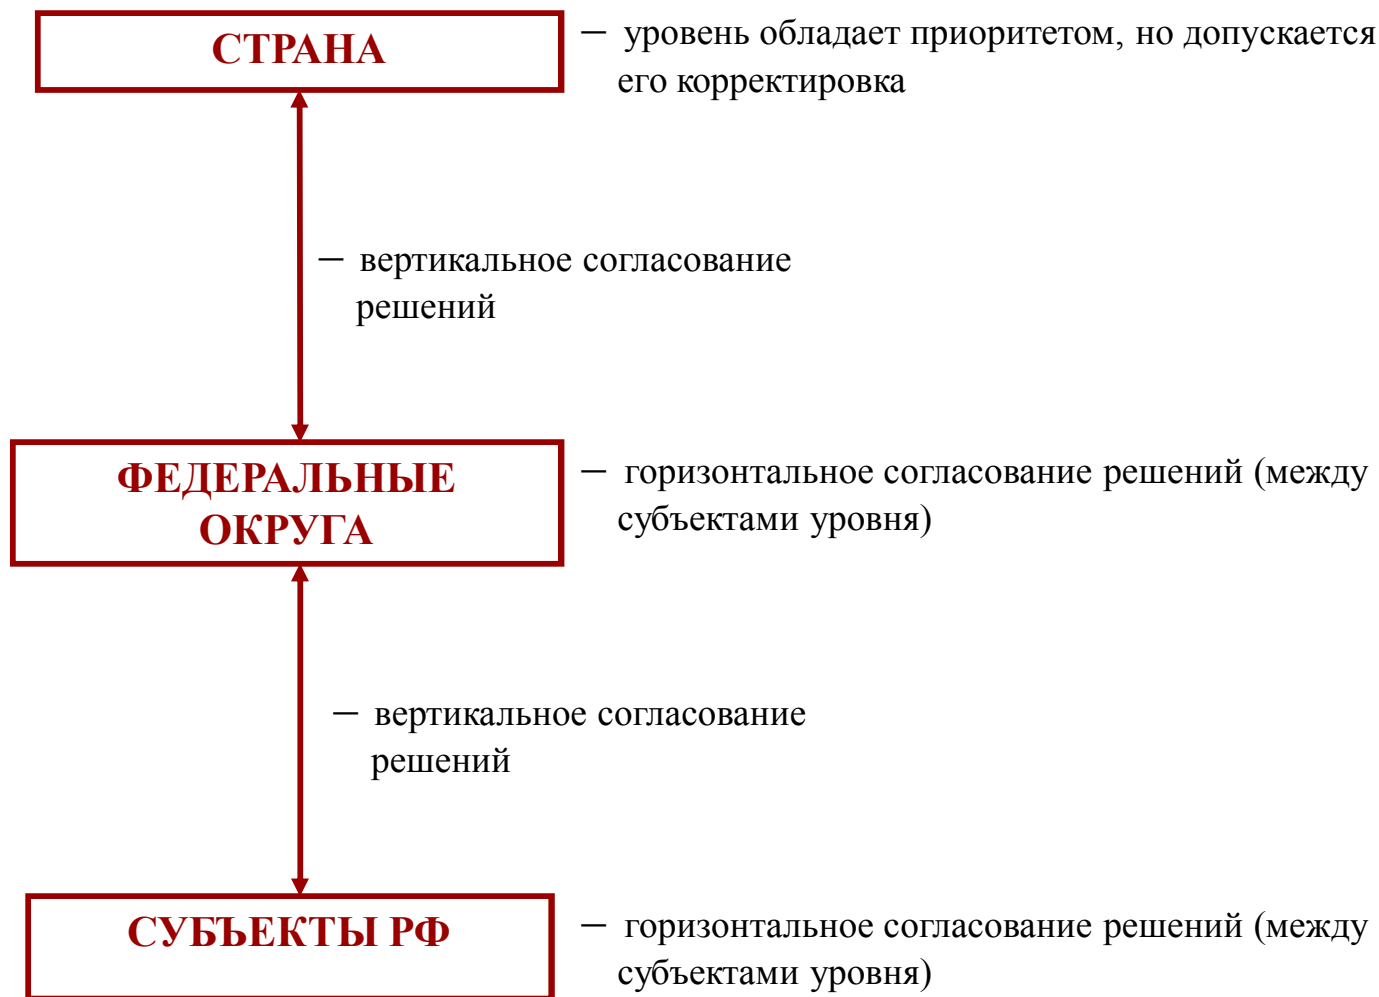 СТРАНА
— уровень обладает приоритетом, но допускается
его корректировка
— вертикальное согласование
решений
ФЕДЕРАЛЬНЫЕ
ОКРУГА
— горизонтальное согласование решений (между
субъектами уровня)
— вертикальное согласование
решений
СУБЪЕКТЫ РФ
— горизонтальное согласование решений (между
субъектами уровня)